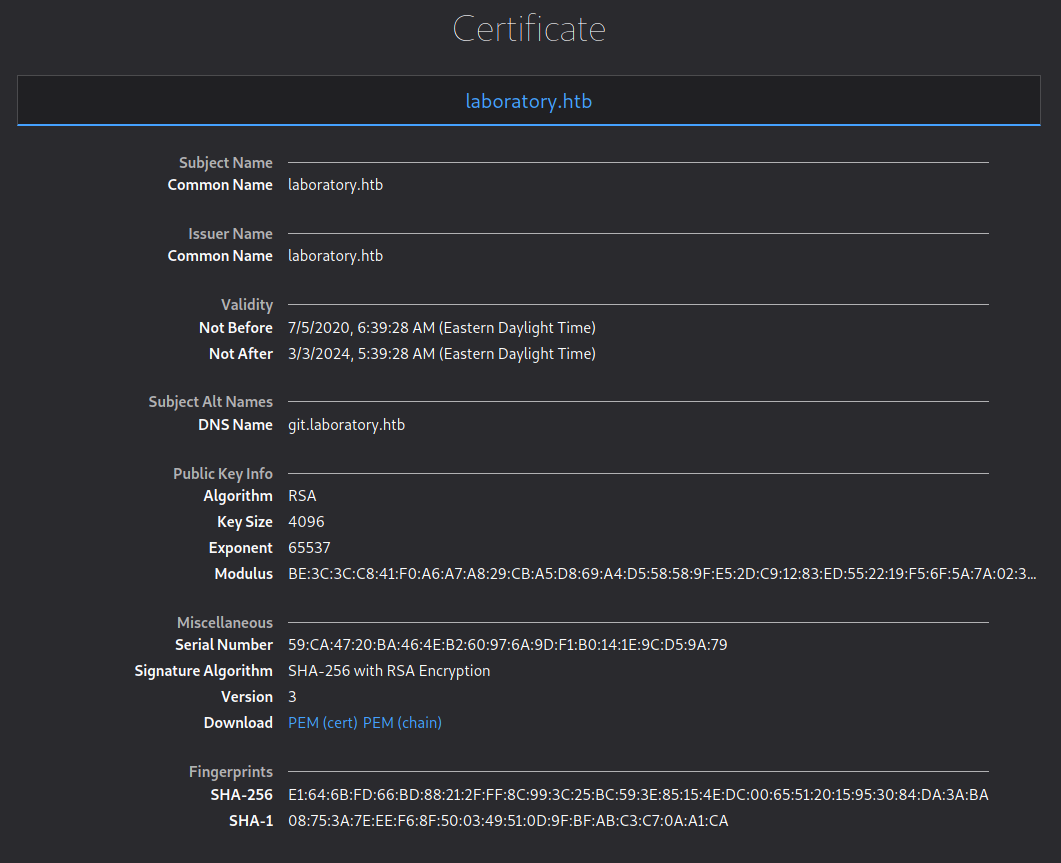 Certificate
laboratory.htb
Subject Name
Common Name laboratory.htb
Issuer Name
Common Name laboratory.htb
Validity
Not Before 7/5/2020, 6:39:28 AM (Eastern Daylight Time)
Not After 3/3/2024, 5:39:28 AM (Eastern Daylight Time)
Subject Alt Names
DNS Name git.laboratory.htb
Public Key Info
Algorithm RSA
Key Size 4096
Exponent 65537
Modulus BE:3C:3C:C8:41:F0:A6:A7:A8:29:CB:A5:D8:69:A4:D5:58:58:9F:E5:2D:C9:12:83:ED:55:22:19:F5:6F:5A:7A:02:3...
Miscellaneous
Serial Number 59:CA:47:20:BA:46:4E:B2:60:97:6A:9D:F1:B0:14:1E:9C:D5:9A:79
Signature Algorithm SHA-256 with RSA Encryption
Version 3
Download PEM (cert) PEM (chain)
Fingerprints
SHA-256 E1:64:6B:FD:66:BD:88:21:2F:FF:8C:99:3C:25:BC:59:3E:85:15:4E:DC:00:65:51:20:15:95:30:84:DA:3A:BA
SHA-1 08:75:3A:7E:EE:F6:8F:50:03:49:51:0D:9F:BF:AB:C3:C7:0A:A1:CA